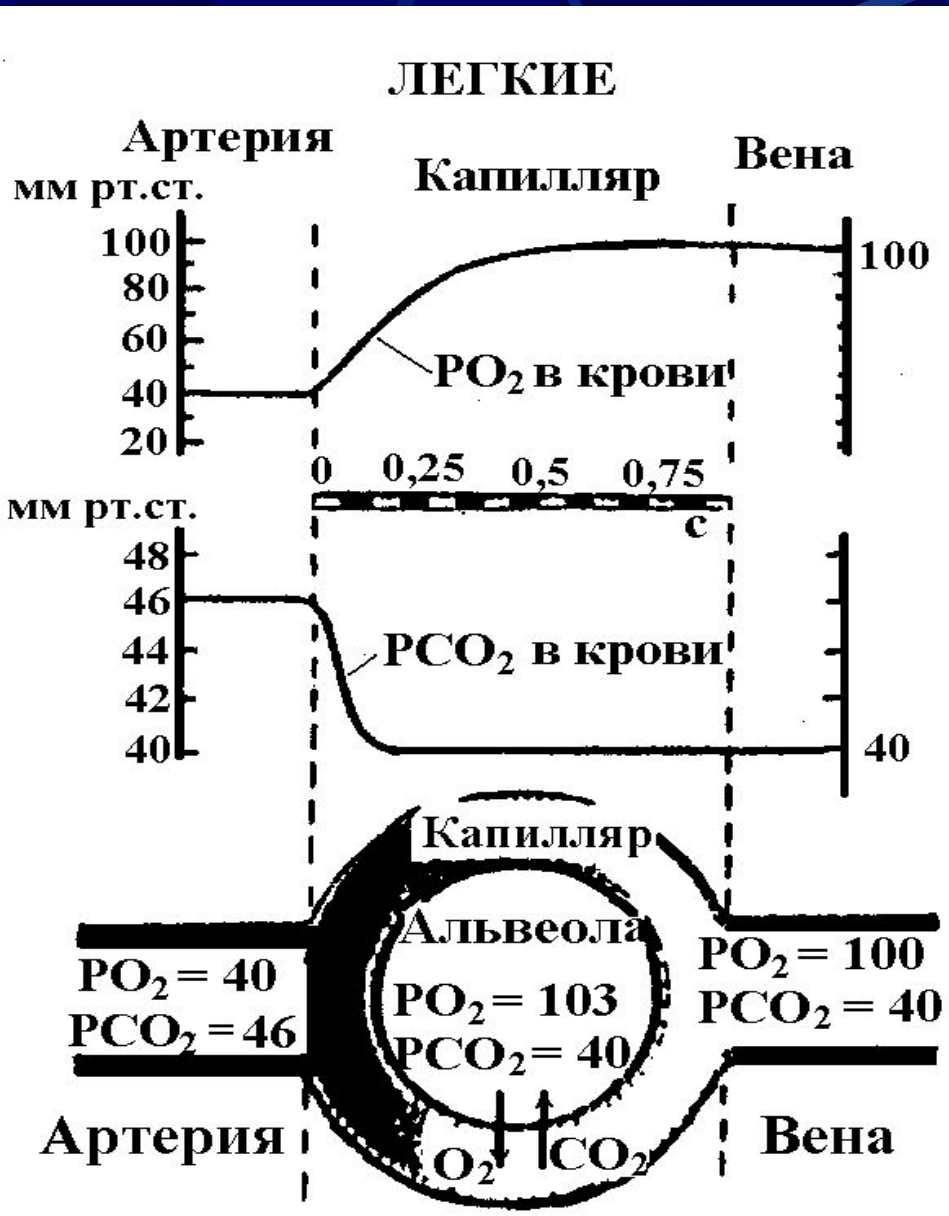 ЛЕГКИЕ
Артерия
Капилляр
Вена
мм рт.ст.
100
80
60
40
20
100
PO₂ в крови
0 0,25 0,5 0,75
с
мм рт.ст.
48
46
44
42
40
PCO₂ в крови
40
Капилляр
Альвеола
PO₂ = 103
PCO₂ = 40
PO₂ = 40
PCO₂ = 46
PO₂ = 100
PCO₂ = 40
Артерия
O₂
CO₂
Вена